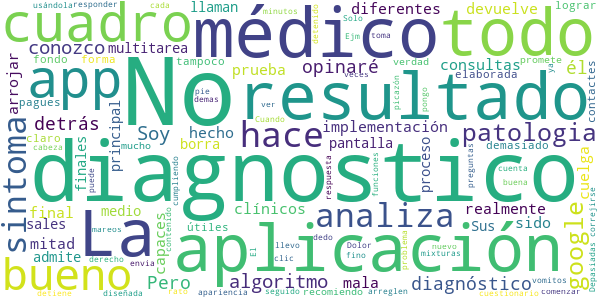 usándola responder
cuadro
médico
todo
minutos cada
llaman
diferentes
devuelve
lograr
conozco
multitarea
Solo
Ejm toma
detenido
fondo
tampoco
veces
verdad
elaborada
promete
ya
arrojar
app
No
resultado
opinaré
consultas
él
prueba
forma
pagues
pie
demas
ver
Cuando
picazón
pongo
contactes
detrás
principal
Soy
hecho
hace
implementación
patologia
síntoma
claro
cabeza
borra
pantalla
puede
mucho
proceso
demasiado
preguntas
cumpliendo
respuesta
funciones
cuenta
buena
cuelga
corregirse
Demasiadas
diagnostico
finales
final
medio
clínicos
La
analiza
realmente
google
sales
mitad
capaces
útiles
Sus
sido
mareos
contenido
El
llevo
dedo
problema
nuevo
vomitos
admite
Pero
algoritmo
mala
diagnóstico
bueno
derecho
envia
clic
Dolor
fino
mixturas
comenzar
aplicación
detiene
diseñada
apariencia
seguido
recomiendo
arreglen
cuestionario